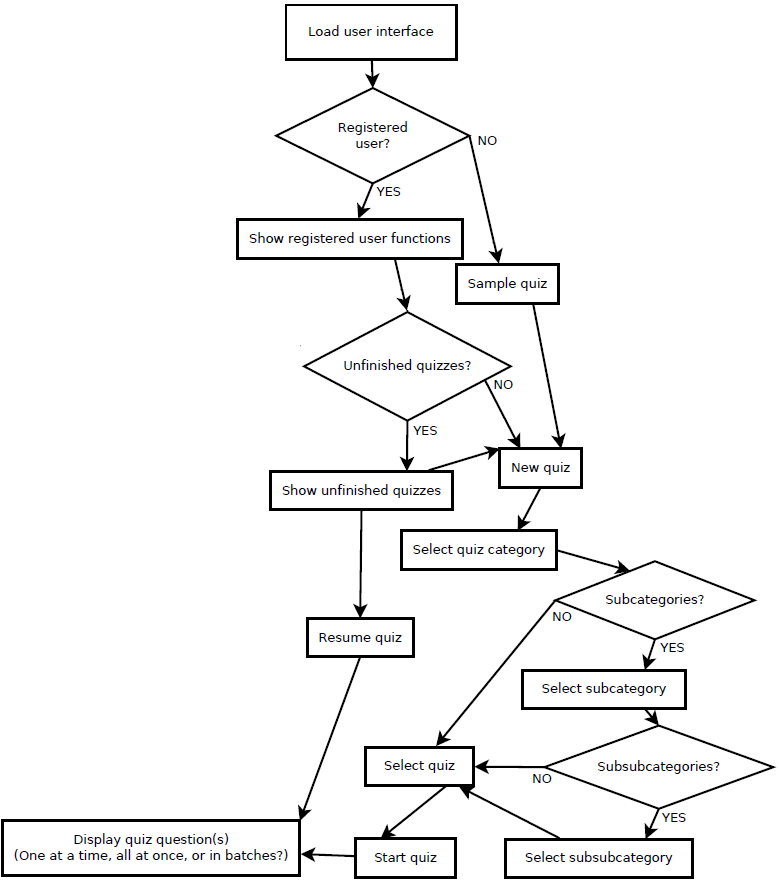 Load user interface
Registered
user?
NO
YES
Show registered user functions
Sample quiz
Unfinished quizzes?
NO
YES
New quiz
Show unfinished quizzes
Select quiz category
Subcategories?
NO
YES
Resume quiz
Select subcategory
Select quiz
Subsubcategories?
NO
YES
Display quiz question(s)
(One at a time, all at once, or in batches?)
Start quiz
Select subsubcategory